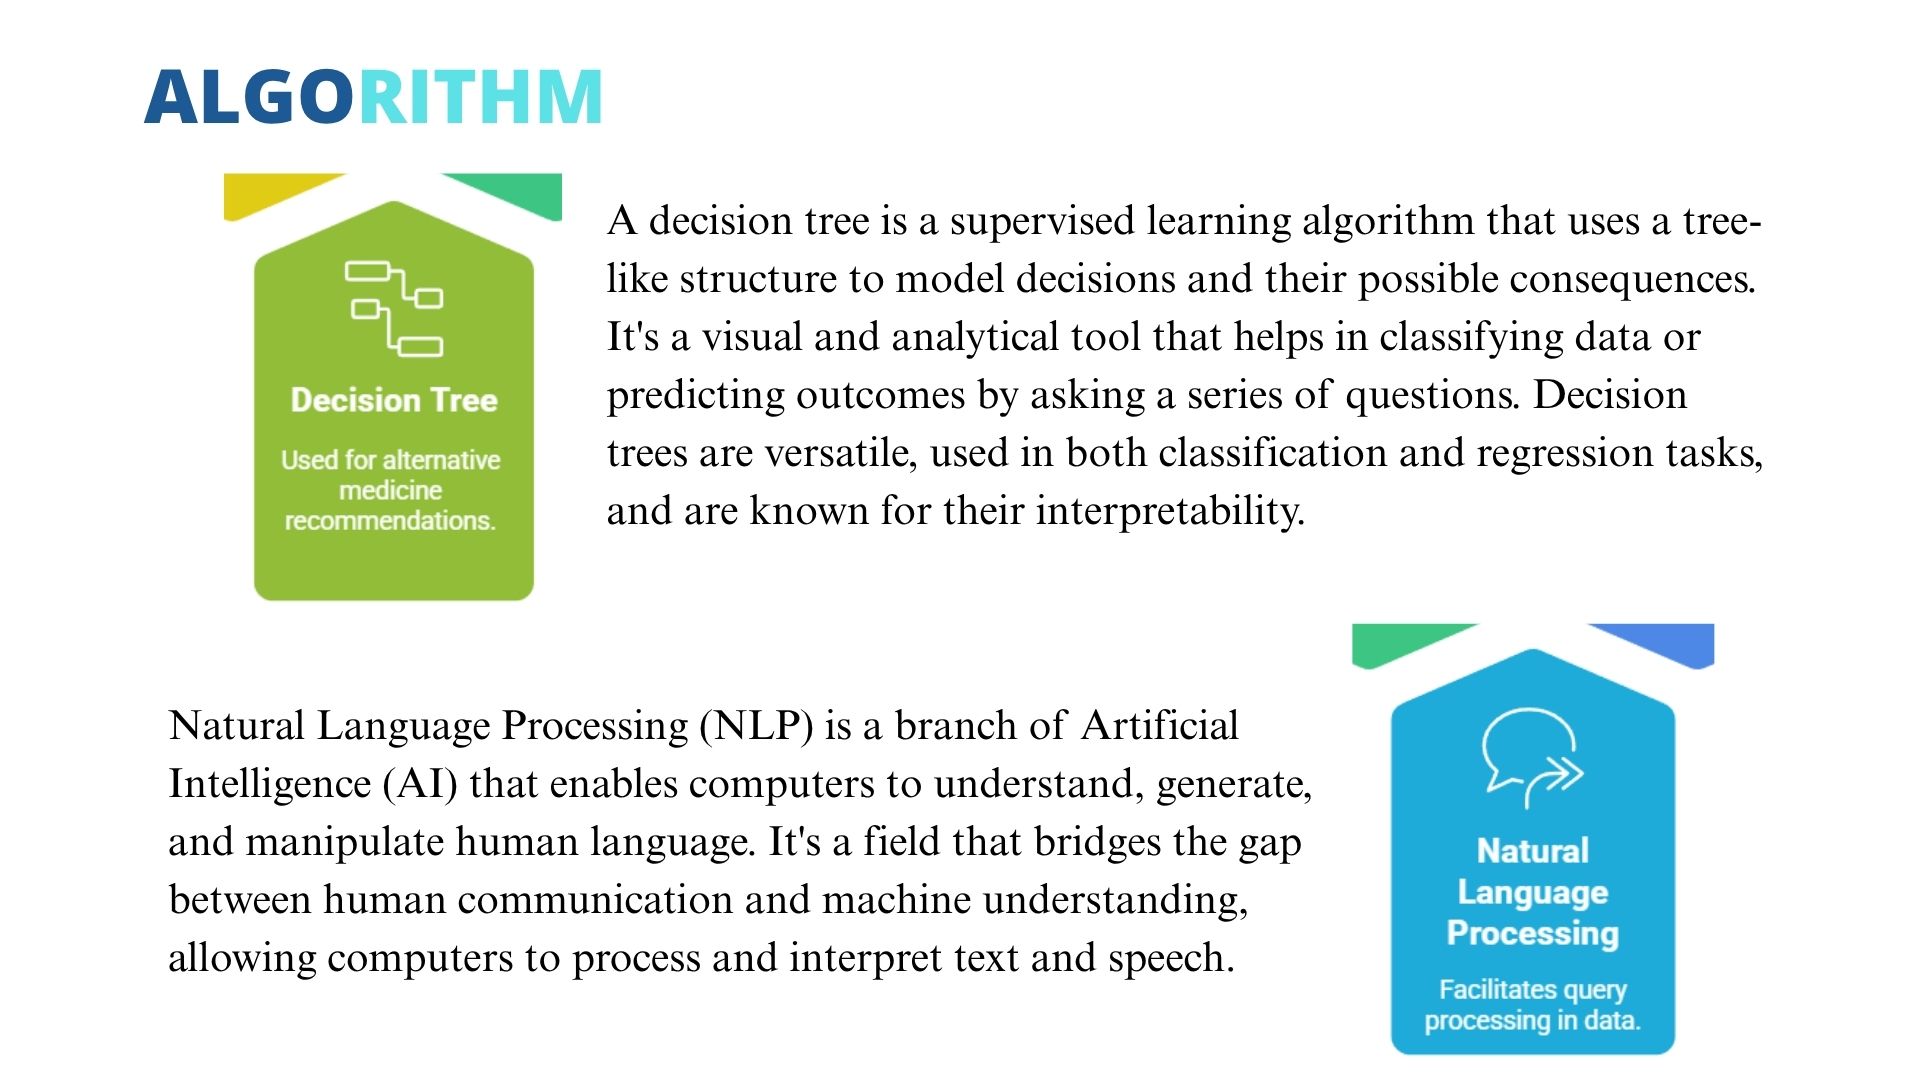 ALGORITHM
Decision Tree
Used for alternative
medicine
recommendations.
A decision tree is a supervised learning algorithm that uses a tree-
like structure to model decisions and their possible consequences.
It's a visual and analytical tool that helps in classifying data or
predicting outcomes by asking a series of questions. Decision
trees are versatile, used in both classification and regression tasks,
and are known for their interpretability.
Natural Language Processing (NLP) is a branch of Artificial
Intelligence (AI) that enables computers to understand, generate,
and manipulate human language. It's a field that bridges the gap
between human communication and machine understanding,
allowing computers to process and interpret text and speech.
Natural
Language
Processing
Facilitates query
processing in data.